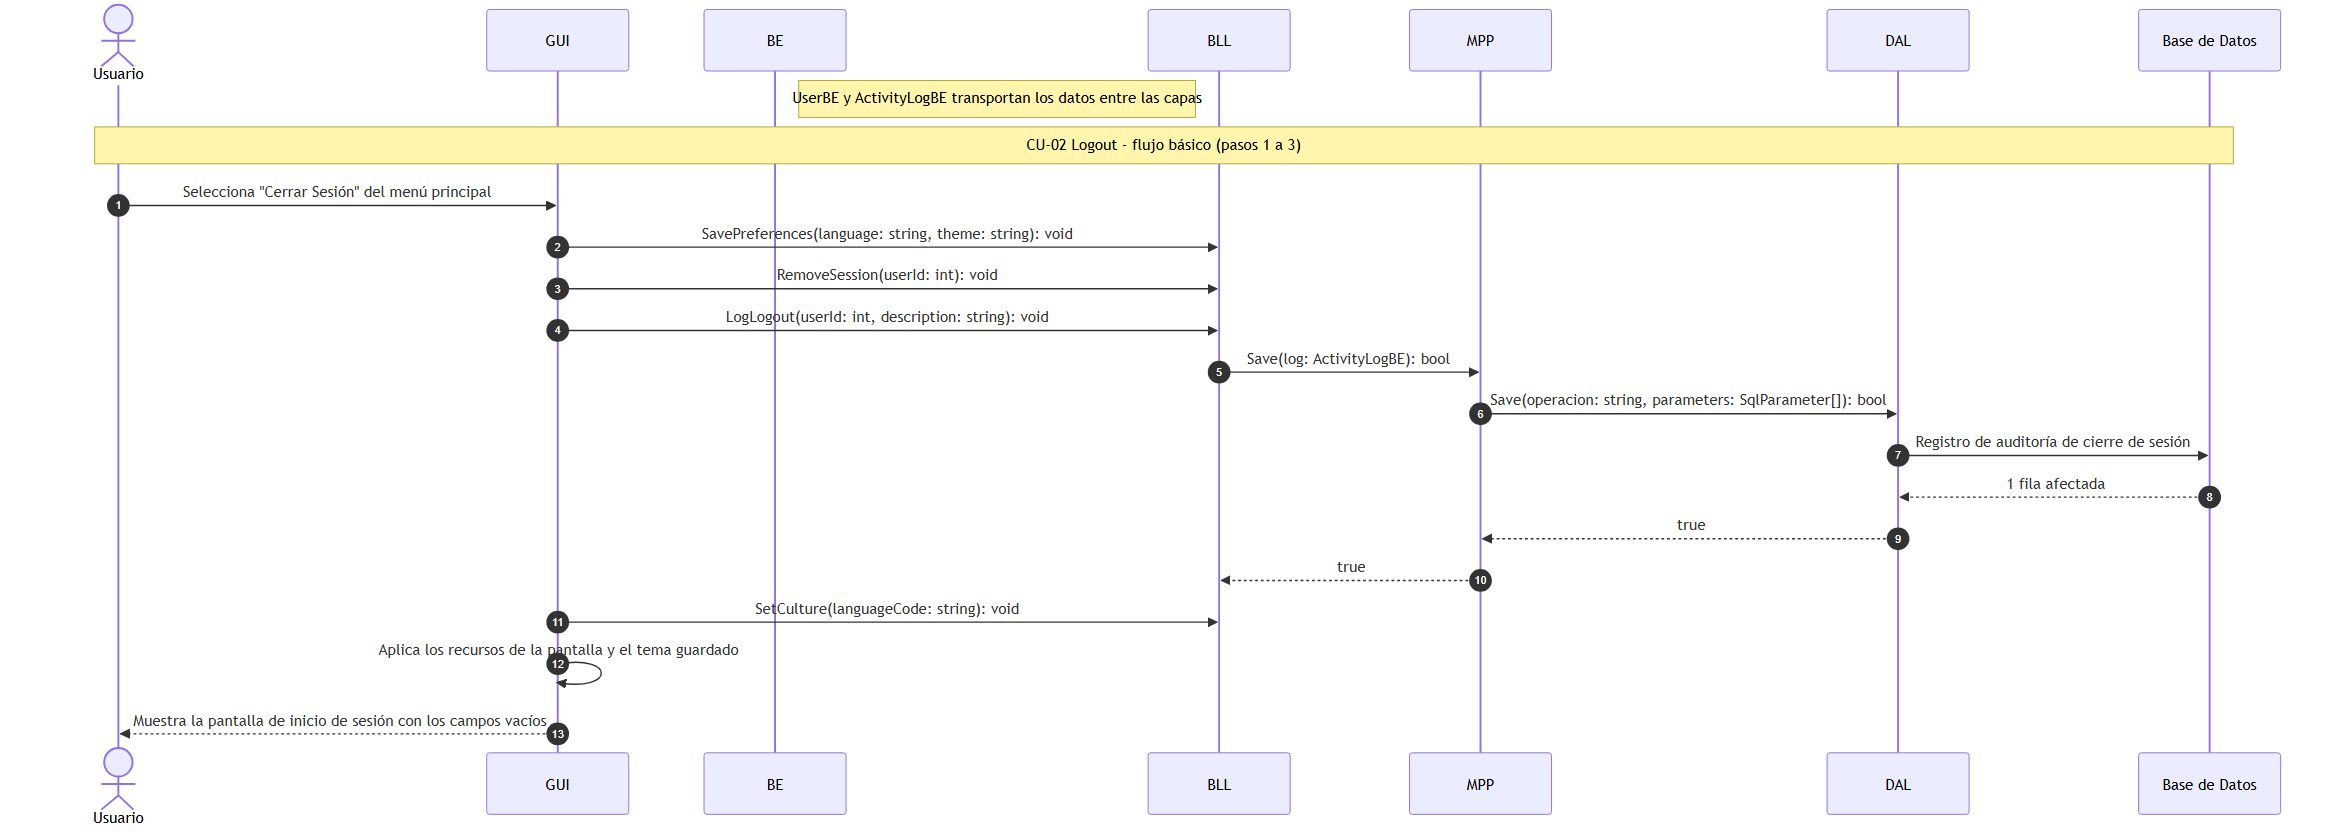 Usuario
GUI
BE
BLL
MPP
DAL
Base de Datos
UserBE y ActivityLogBE transportan los datos entre las capas
CU-02 Logout - flujo básico (pasos 1 a 3)
Selecciona "Cerrar Sesión" del menú principal
1
SavePreferences(language: string, theme: string): void
2
RemoveSession(userId: int): void
3
LogLogout(userId: int, description: string): void
4
Save(log: ActivityLogBE): bool
5
Save(operacion: string, parameters: SqlParameter[]): bool
6
Registro de auditoría de cierre de sesión
7
1 fila afectada
8
true
9
true
10
SetCulture(languageCode: string): void
11
Aplica los recursos de la pantalla y el tema guardado
12
Muestra la pantalla de inicio de sesión con los campos vacíos
13
Usuario
GUI
BE
BLL
MPP
DAL
Base de Datos